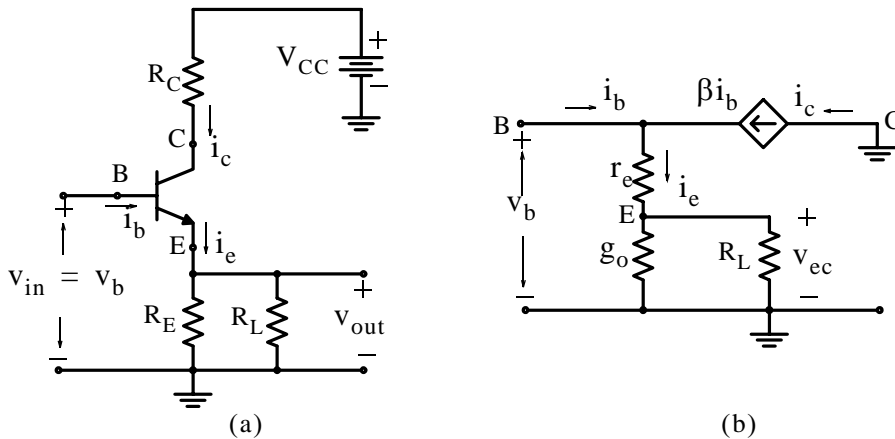 V_CC
+
−
R_C
C
i_c
B
+
i_b
E
i_e
v_in = v_b
R_E
R_L
+
v_out
−
−
(a)
i_b
βi_b
i_c
B
C
+
r_e
i_e
v_b
E
+
g_o
R_L
v_ec
−
−
(b)